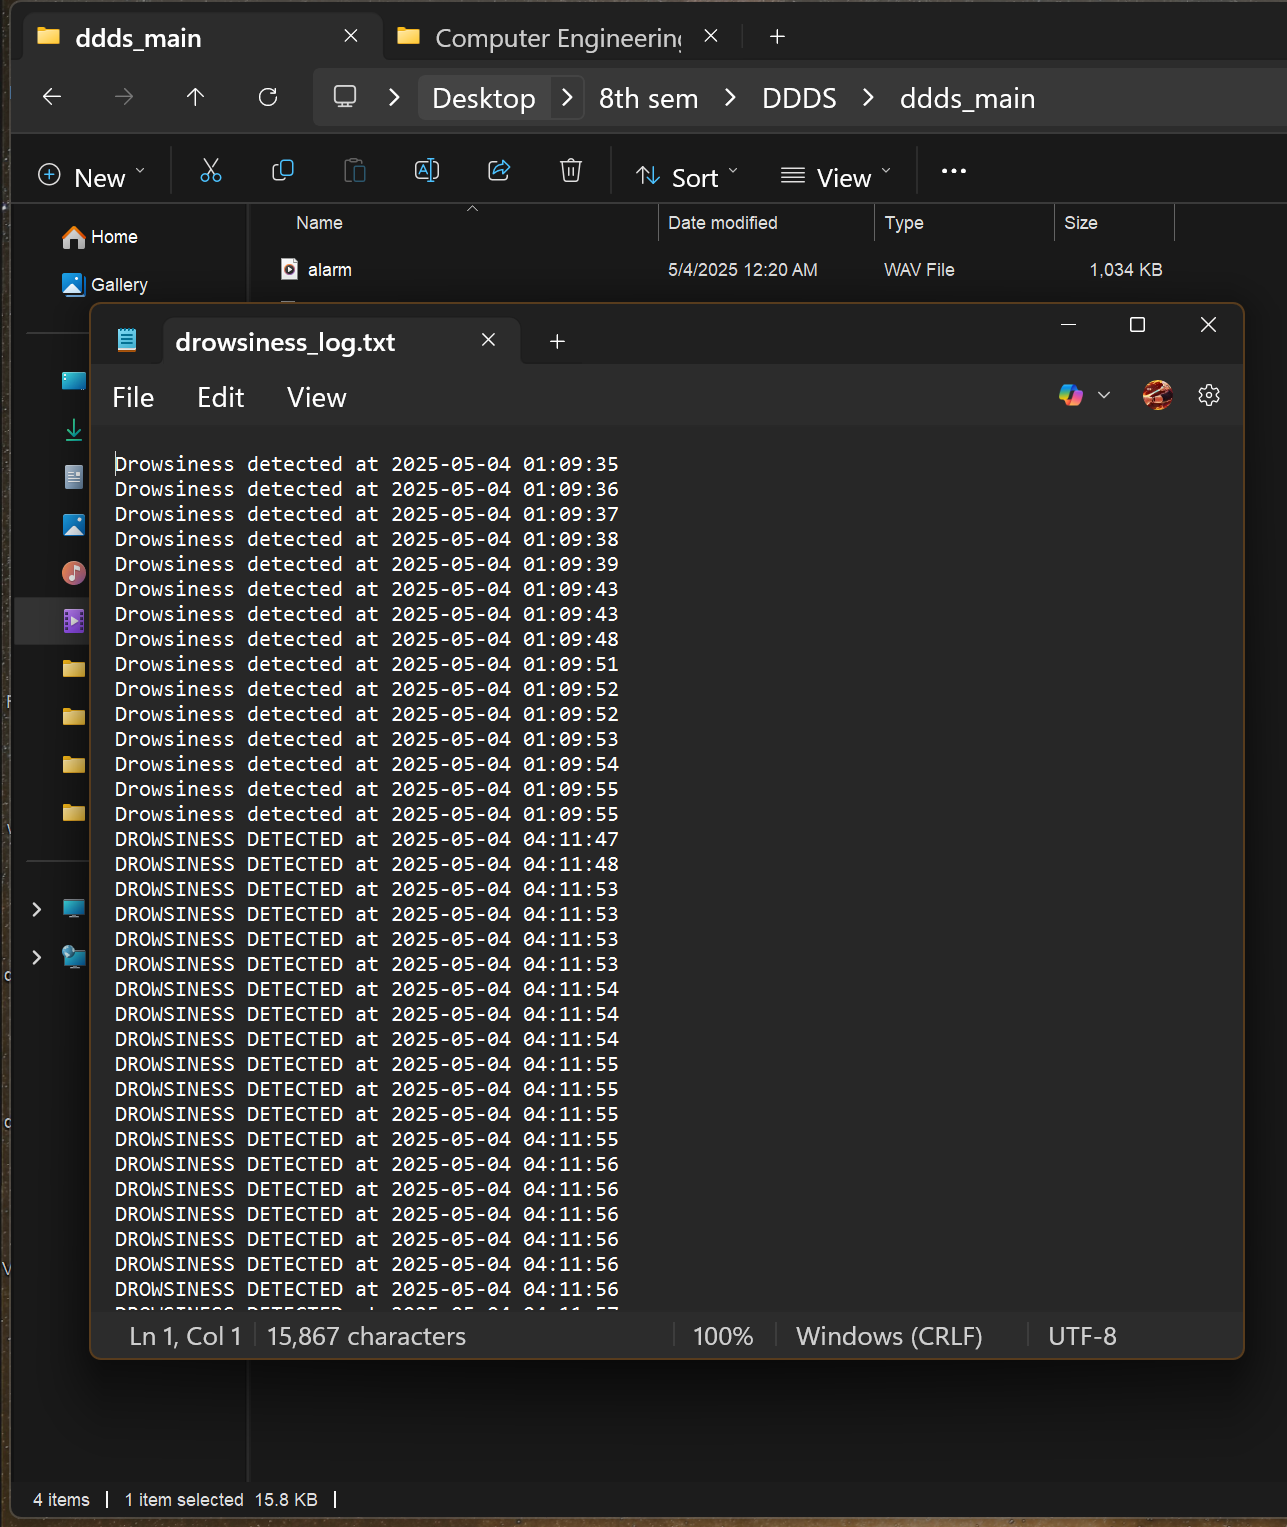 ddds_main
Computer Engineering
Desktop
8th sem
DDDS
ddds_main
New
Sort
View
Name
Date modified
Type
Size
Home
Gallery
alarm
5/4/2025 12:20 AM
WAV File
1,034 KB
drowsiness_log.txt
File
Edit
View
Drowsiness detected at 2025-05-04 01:09:35
Drowsiness detected at 2025-05-04 01:09:36
Drowsiness detected at 2025-05-04 01:09:37
Drowsiness detected at 2025-05-04 01:09:38
Drowsiness detected at 2025-05-04 01:09:39
Drowsiness detected at 2025-05-04 01:09:43
Drowsiness detected at 2025-05-04 01:09:43
Drowsiness detected at 2025-05-04 01:09:48
Drowsiness detected at 2025-05-04 01:09:51
Drowsiness detected at 2025-05-04 01:09:52
Drowsiness detected at 2025-05-04 01:09:52
Drowsiness detected at 2025-05-04 01:09:53
Drowsiness detected at 2025-05-04 01:09:54
Drowsiness detected at 2025-05-04 01:09:55
Drowsiness detected at 2025-05-04 01:09:55
DROWSINESS DETECTED at 2025-05-04 04:11:47
DROWSINESS DETECTED at 2025-05-04 04:11:48
DROWSINESS DETECTED at 2025-05-04 04:11:53
DROWSINESS DETECTED at 2025-05-04 04:11:53
DROWSINESS DETECTED at 2025-05-04 04:11:53
DROWSINESS DETECTED at 2025-05-04 04:11:53
DROWSINESS DETECTED at 2025-05-04 04:11:54
DROWSINESS DETECTED at 2025-05-04 04:11:54
DROWSINESS DETECTED at 2025-05-04 04:11:54
DROWSINESS DETECTED at 2025-05-04 04:11:55
DROWSINESS DETECTED at 2025-05-04 04:11:55
DROWSINESS DETECTED at 2025-05-04 04:11:55
DROWSINESS DETECTED at 2025-05-04 04:11:55
DROWSINESS DETECTED at 2025-05-04 04:11:56
DROWSINESS DETECTED at 2025-05-04 04:11:56
DROWSINESS DETECTED at 2025-05-04 04:11:56
DROWSINESS DETECTED at 2025-05-04 04:11:56
DROWSINESS DETECTED at 2025-05-04 04:11:56
DROWSINESS DETECTED at 2025-05-04 04:11:56
Ln 1, Col 1
15,867 characters
100%
Windows (CRLF)
UTF-8
4 items
1 item selected 15.8 KB